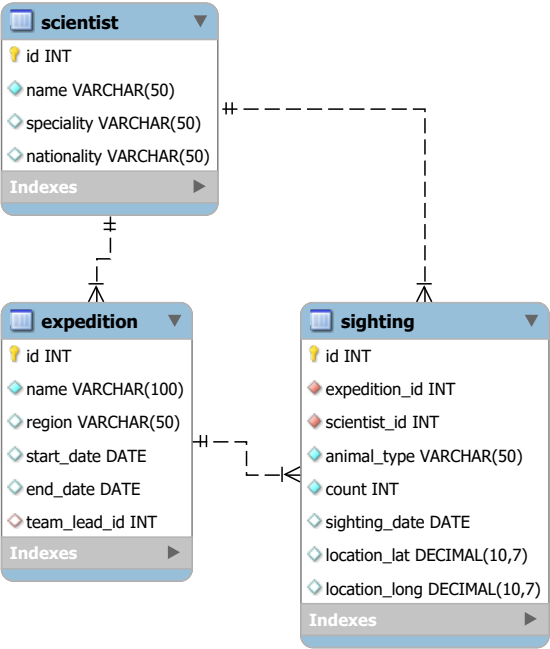 scientist
id INT
name VARCHAR(50)
speciality VARCHAR(50)
nationality VARCHAR(50)
Indexes
expedition
id INT
name VARCHAR(100)
region VARCHAR(50)
start_date DATE
end_date DATE
team_lead_id INT
Indexes
sighting
id INT
expedition_id INT
scientist_id INT
animal_type VARCHAR(50)
count INT
sighting_date DATE
location_lat DECIMAL(10,7)
location_long DECIMAL(10,7)
Indexes